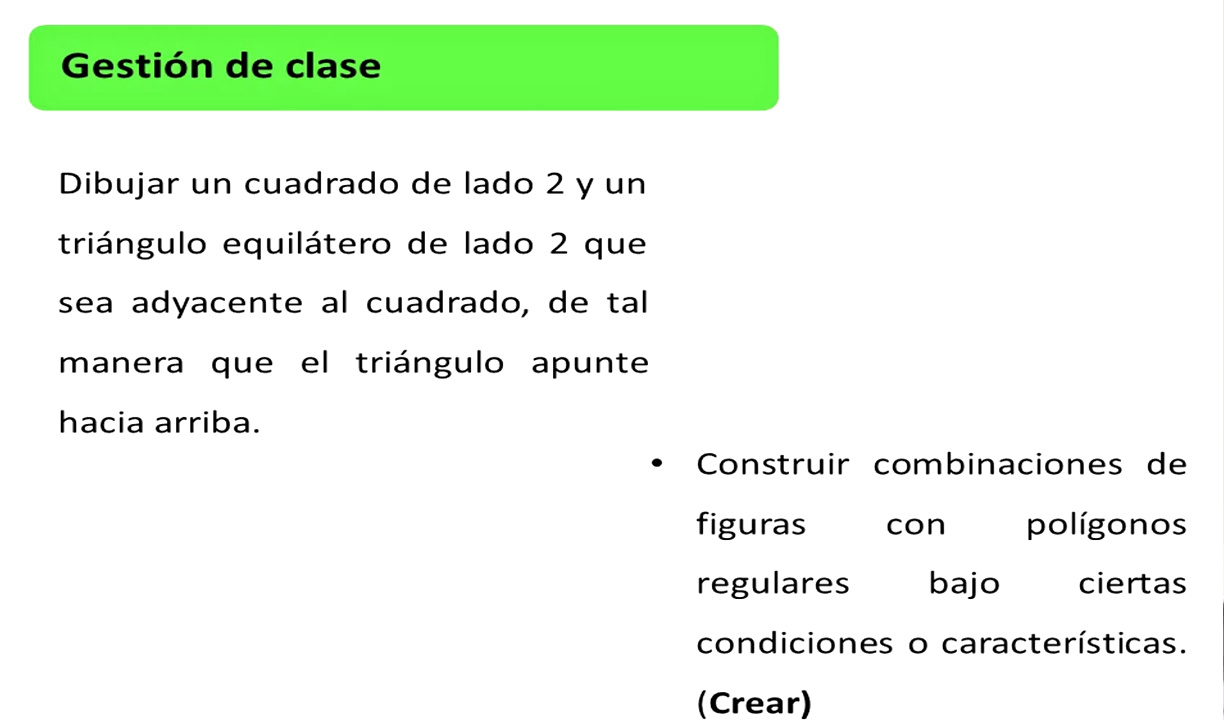 Gestión de clase
Dibujar un cuadrado de lado 2 y un
triángulo equilátero de lado 2 que
sea adyacente al cuadrado, de tal
manera que el triángulo apunte
hacia arriba.
• Construir combinaciones de
figuras con polígonos
regulares bajo ciertas
condiciones o características.
(Crear)